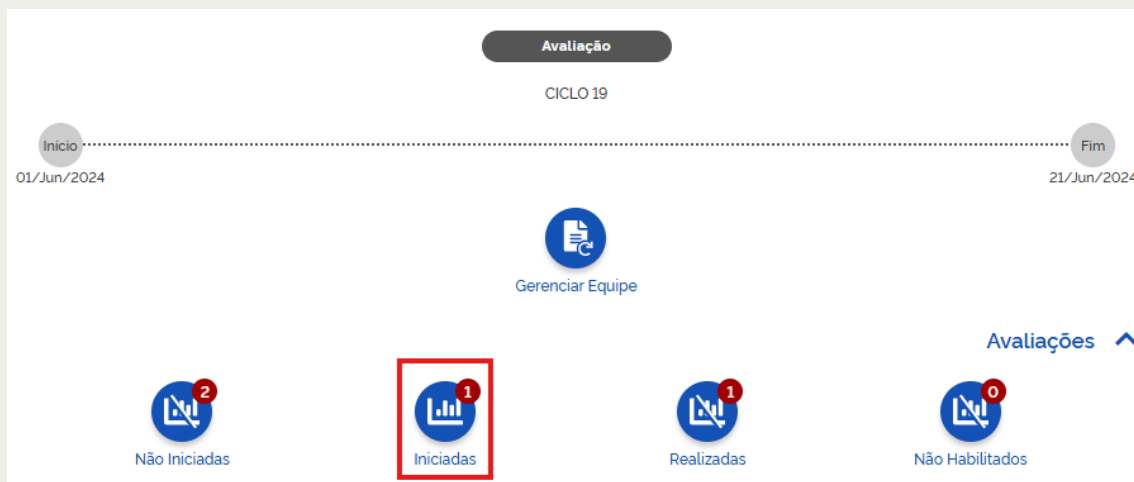 Avaliação
CICLO 19
Início
Fim
01/Jun/2024
21/Jun/2024
Gerenciar Equipe
Avaliações
2
1
1
0
Não Iniciadas
Iniciadas
Realizadas
Não Habilitados